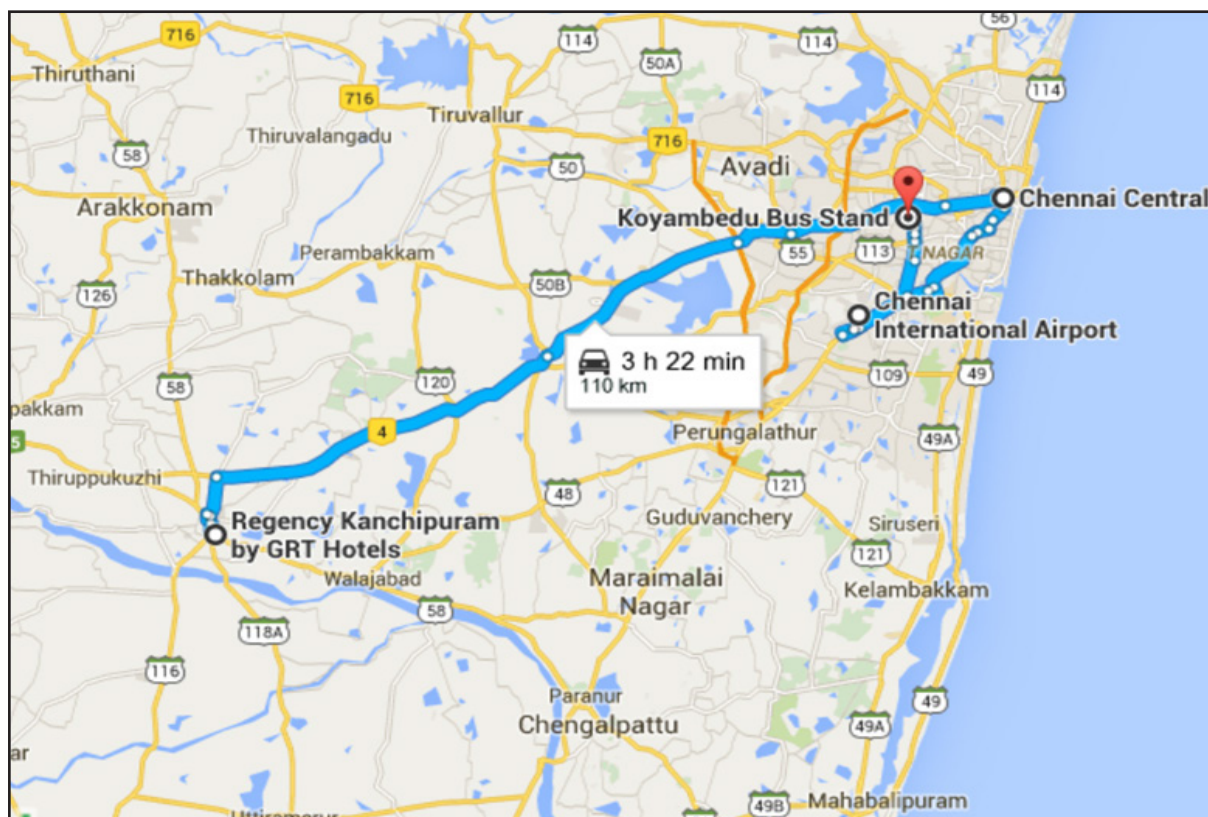 56
716
114
114
50A
Thiruthani
114
716
Tiruvallur
Thiruvalangadu
716
58
50
Avadi
Arakkonam
Chennai Central
Koyambedu Bus Stand
Perambakkam
55
113
T NAGAR
Thakkolam
126
50B
Chennai
International Airport
3 h 22 min
110 km
58
120
109
49
pakkam
4
Perungalathur
49A
5
Thiruppukuzhi
48
121
Regency Kanchipuram
by GRT Hotels
Guduvanchery
Siruseri
121
Walajabad
Maraimalai
Nagar
Kelambakkam
58
118A
116
Paranur
49
Chengalpattu
49A
ar
49B
Mahabalipuram